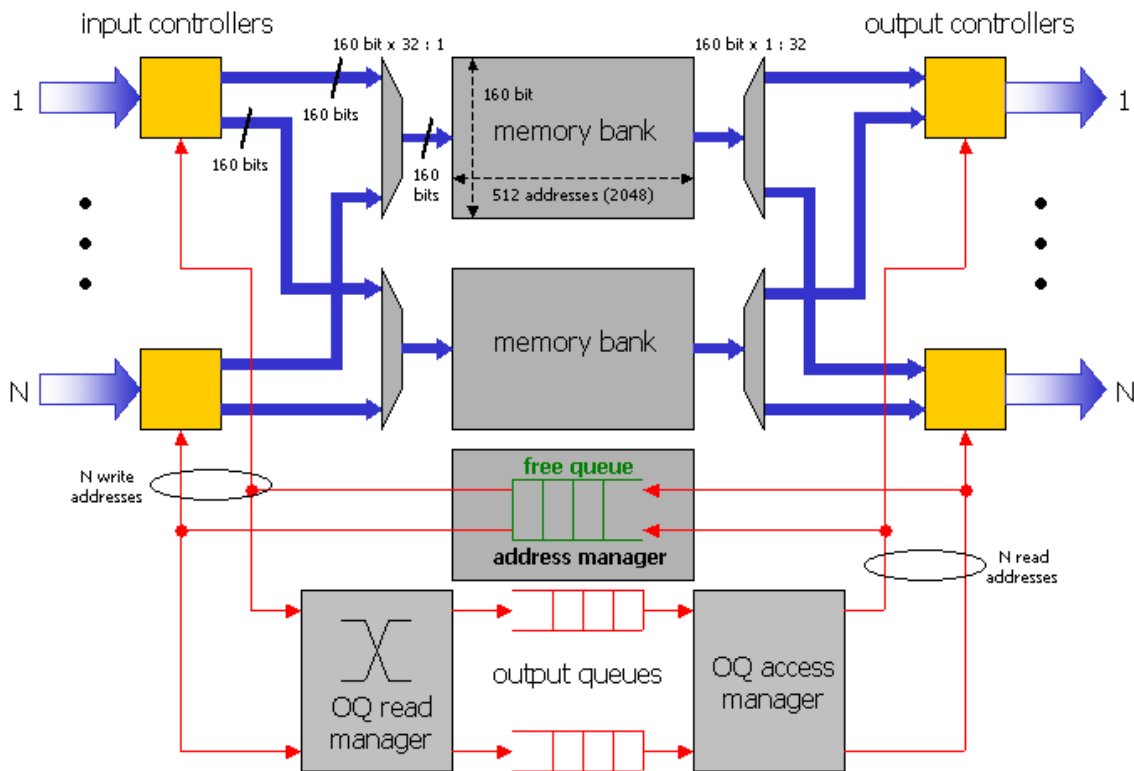 input controllers
160 bit x 32 : 1
160 bit x 1 : 32
output controllers
1
160 bits
160 bits
160
bits
160 bit
memory bank
512 addresses (2048)
1
memory bank
N
N
N write
addresses
free queue
address manager
N read
addresses
OQ read
manager
output queues
OQ access
manager